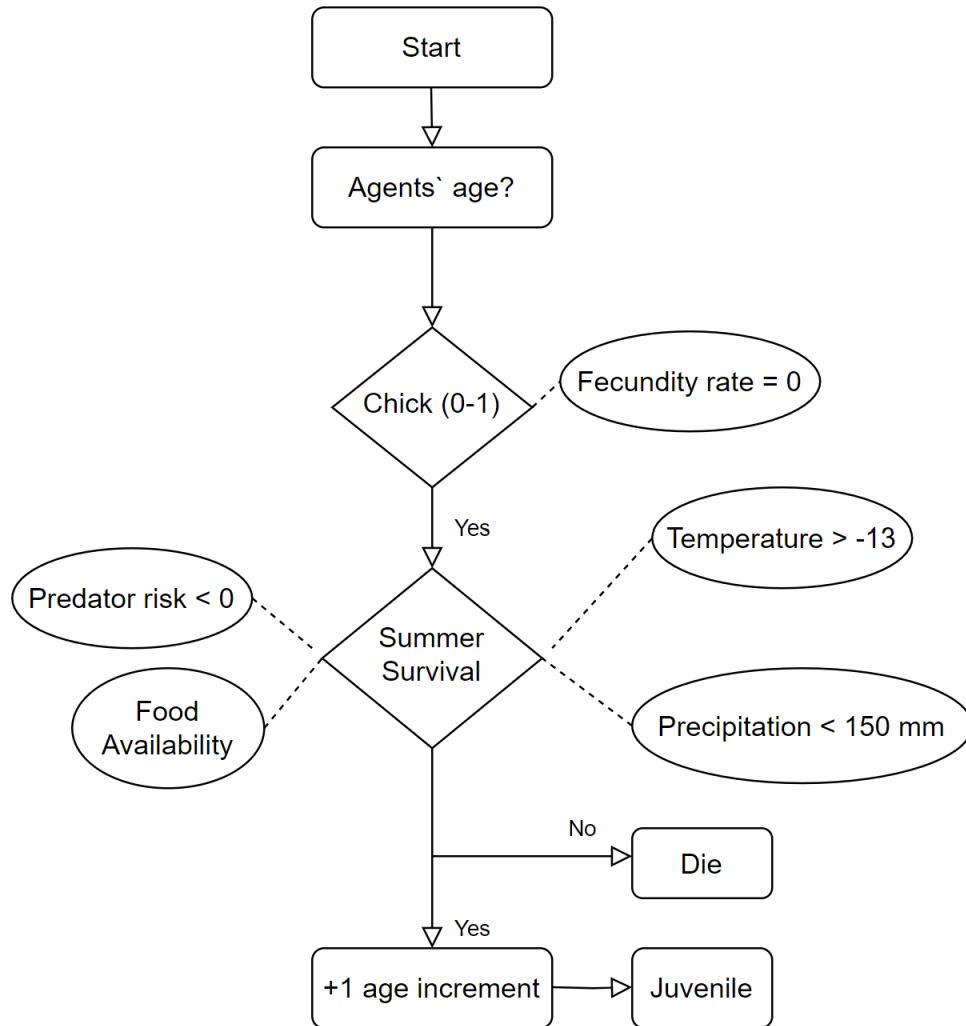 Start
Agents` age?
Chick (0-1)
Fecundity rate = 0
Yes
Temperature > -13
Predator risk < 0
Summer
Survival
Food
Availability
Precipitation < 150 mm
No
Die
Yes
+1 age increment
Juvenile